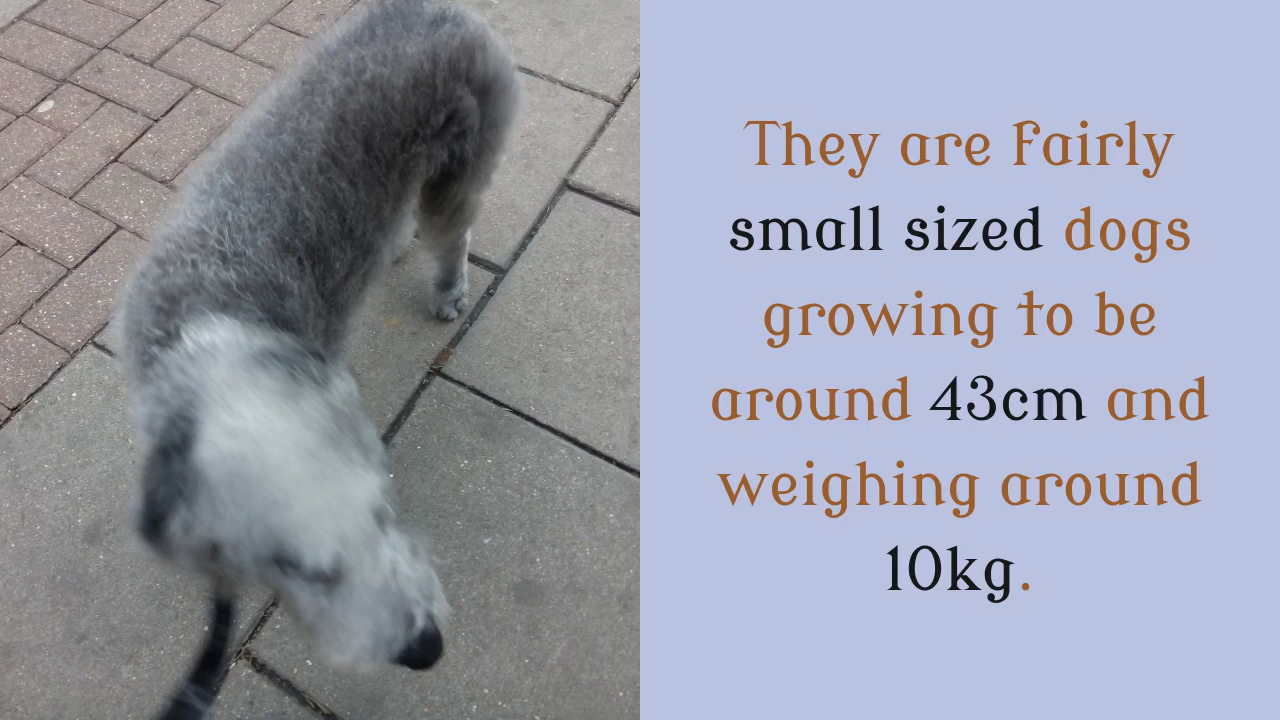 They are fairly
small sized dogs
growing to be
around 43cm and
weighing around
10kg.